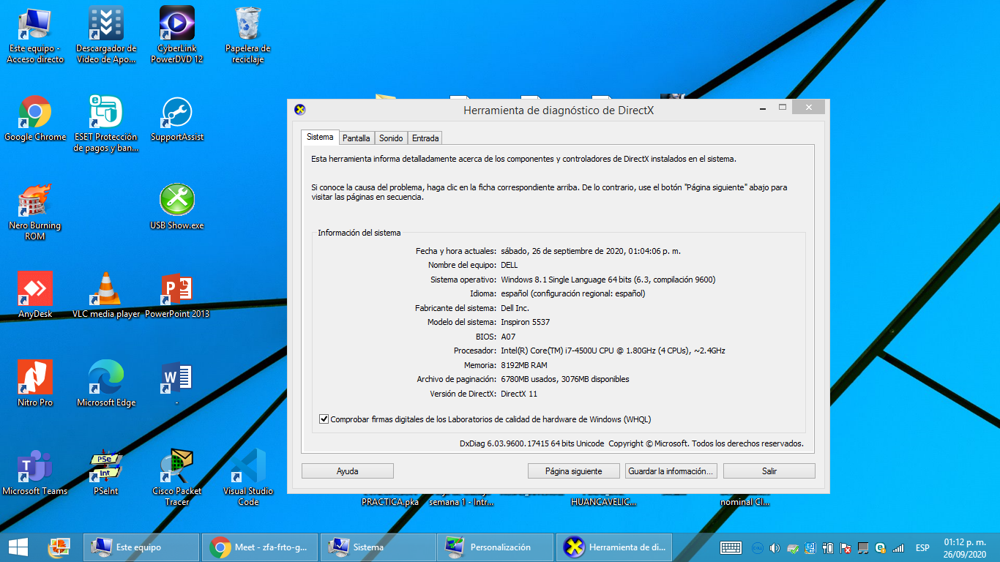 Este equipo -
Acceso directo
Descargador de
Video de Apo...
CyberLink
PowerDVD 12
Papelera de
reciclaje
Google Chrome
ESET Protección
de pagos y ban...
SupportAssist
Nero Burning
ROM
USB Show.exe
AnyDesk
VLC media player
PowerPoint 2013
Nitro Pro
Microsoft Edge
-
Microsoft Teams
PSeInt
Cisco Packet
Tracer
Visual Studio
Code
Herramienta de diagnóstico de DirectX
Sistema
Pantalla
Sonido
Entrada
Esta herramienta informa detalladamente acerca de los componentes y controladores de DirectX instalados en el sistema.
Si conoce la causa del problema, haga clic en la ficha correspondiente arriba. De lo contrario, use el botón "Página siguiente" abajo para
visitar las páginas en secuencia.
Información del sistema
Fecha y hora actuales: sábado, 26 de septiembre de 2020, 01:04:06 p. m.
Nombre del equipo: DELL
Sistema operativo: Windows 8.1 Single Language 64 bits (6.3, compilación 9600)
Idioma: español (configuración regional: español)
Fabricante del sistema: Dell Inc.
Modelo del sistema: Inspiron 5537
BIOS: A07
Procesador: Intel(R) Core(TM) i7-4500U CPU @ 1.80GHz (4 CPUs), ~2.4GHz
Memoria: 8192MB RAM
Archivo de paginación: 6780MB usados, 3076MB disponibles
Versión de DirectX: DirectX 11
Comprobar firmas digitales de los Laboratorios de calidad de hardware de Windows (WHQL)
DxDiag 6.03.9600.17415 64 bits Unicode Copyright © Microsoft. Todos los derechos reservados.
Ayuda
Página siguiente
Guardar la información...
Salir
PRACTICA.pka
semana 1 - Intr...
HUANCAVELIC...
nominal CI...
Este equipo
Meet - zfa-frto-g...
Sistema
Personalización
Herramienta de di...
ESP
01:12 p. m.
26/09/2020